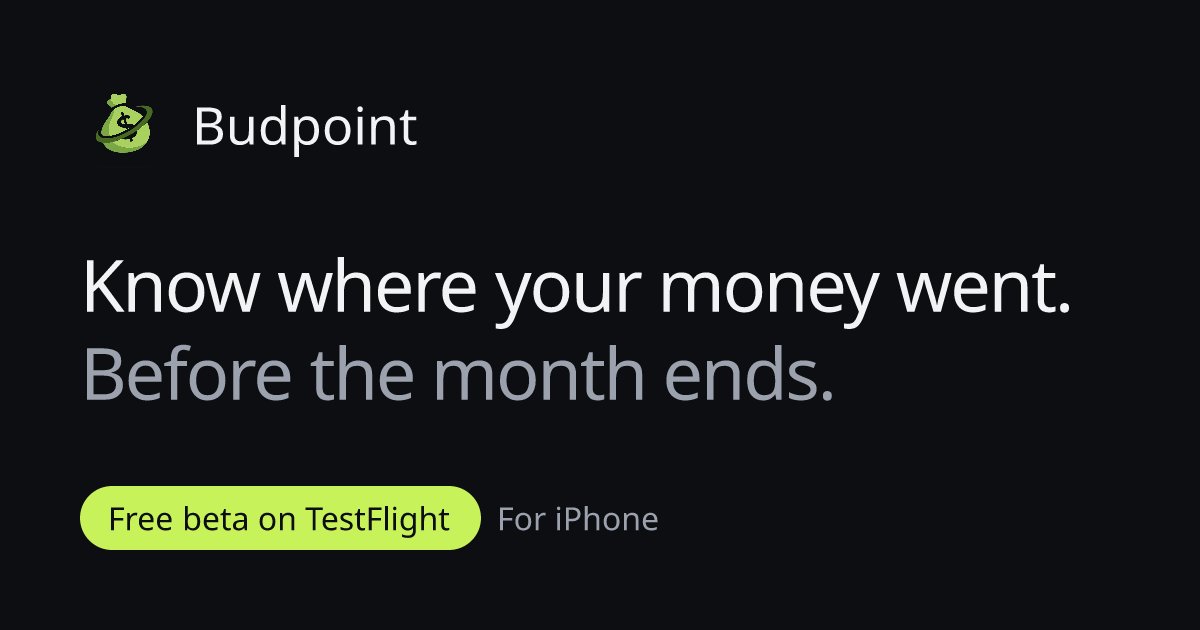 Budpoint
Know where your money went.
Before the month ends.
Free beta on TestFlight For iPhone